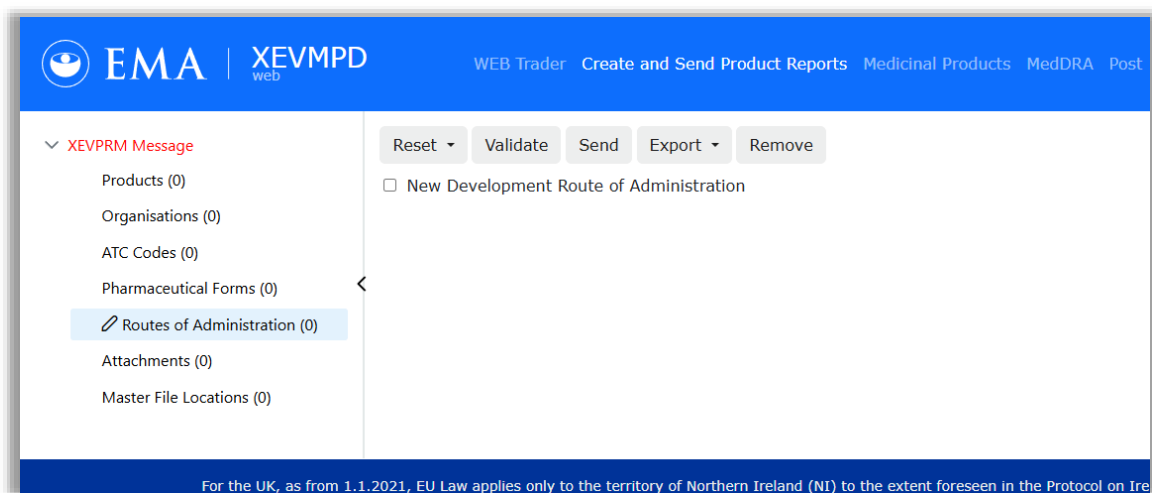 EMA | XEVMPD
web
WEB Trader Create and Send Product Reports Medicinal Products MedDRA Post
XEVPRM Message
Products (0)
Organisations (0)
ATC Codes (0)
Pharmaceutical Forms (0)
Routes of Administration (0)
Attachments (0)
Master File Locations (0)
Reset Validate Send Export Remove
New Development Route of Administration
For the UK, as from 1.1.2021, EU Law applies only to the territory of Northern Ireland (NI) to the extent foreseen in the Protocol on Ire